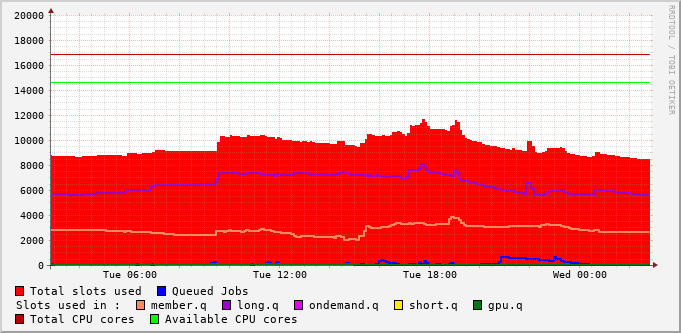 20000
18000
16000
14000
12000
10000
8000
6000
4000
2000
0
Tue 06:00 Tue 12:00 Tue 18:00 Wed 00:00
RRDTOOL / TOBI OETIKER
Total slots used Queued Jobs
Slots used in : member.q long.q ondemand.q short.q gpu.q
Total CPU cores Available CPU cores